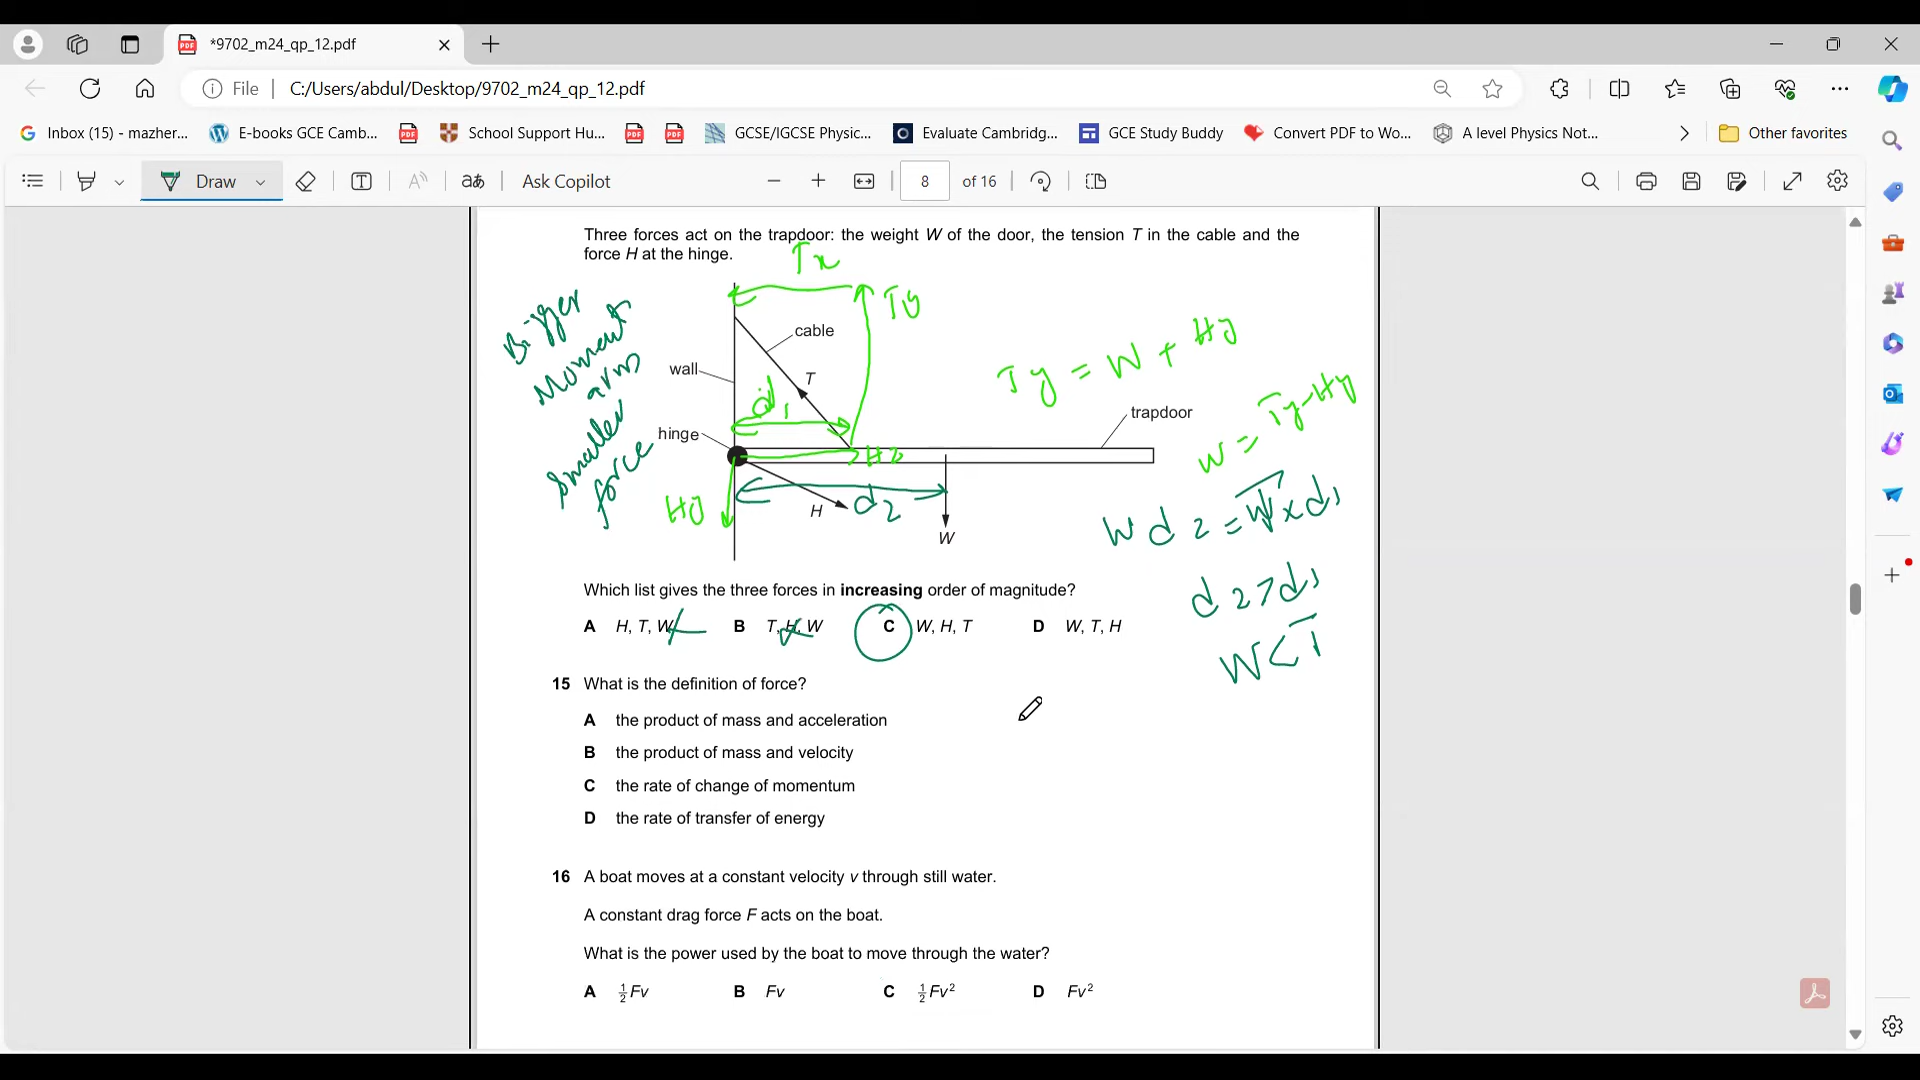 *9702_m24_qp_12.pdf
File C:/Users/abdul/Desktop/9702_m24_qp_12.pdf
Inbox (15) - mazher... E-books GCE Camb... School Support Hu... GCSE/IGCSE Physic... Evaluate Cambridg... GCE Study Buddy Convert PDF to Wo... A level Physics Not... Other favorites
Draw Ask Copilot 8 of 16
Three forces act on the trapdoor: the weight W of the door, the tension T in the cable and the
force H at the hinge.
Tx
Ty
Bigger
Moment
arm
smaller
force
cable
wall
T
d1
hinge
trapdoor
Ty = W + Hy
W = Ty-Hy
Hy
H
d2
W
d2 > d1
W < T
Which list gives the three forces in increasing order of magnitude?
A H, T, W B T, H, W C W, H, T D W, T, H
15 What is the definition of force?
A the product of mass and acceleration
B the product of mass and velocity
C the rate of change of momentum
D the rate of transfer of energy
16 A boat moves at a constant velocity v through still water.
A constant drag force F acts on the boat.
What is the power used by the boat to move through the water?
A ½Fv B Fv C ½Fv² D Fv²